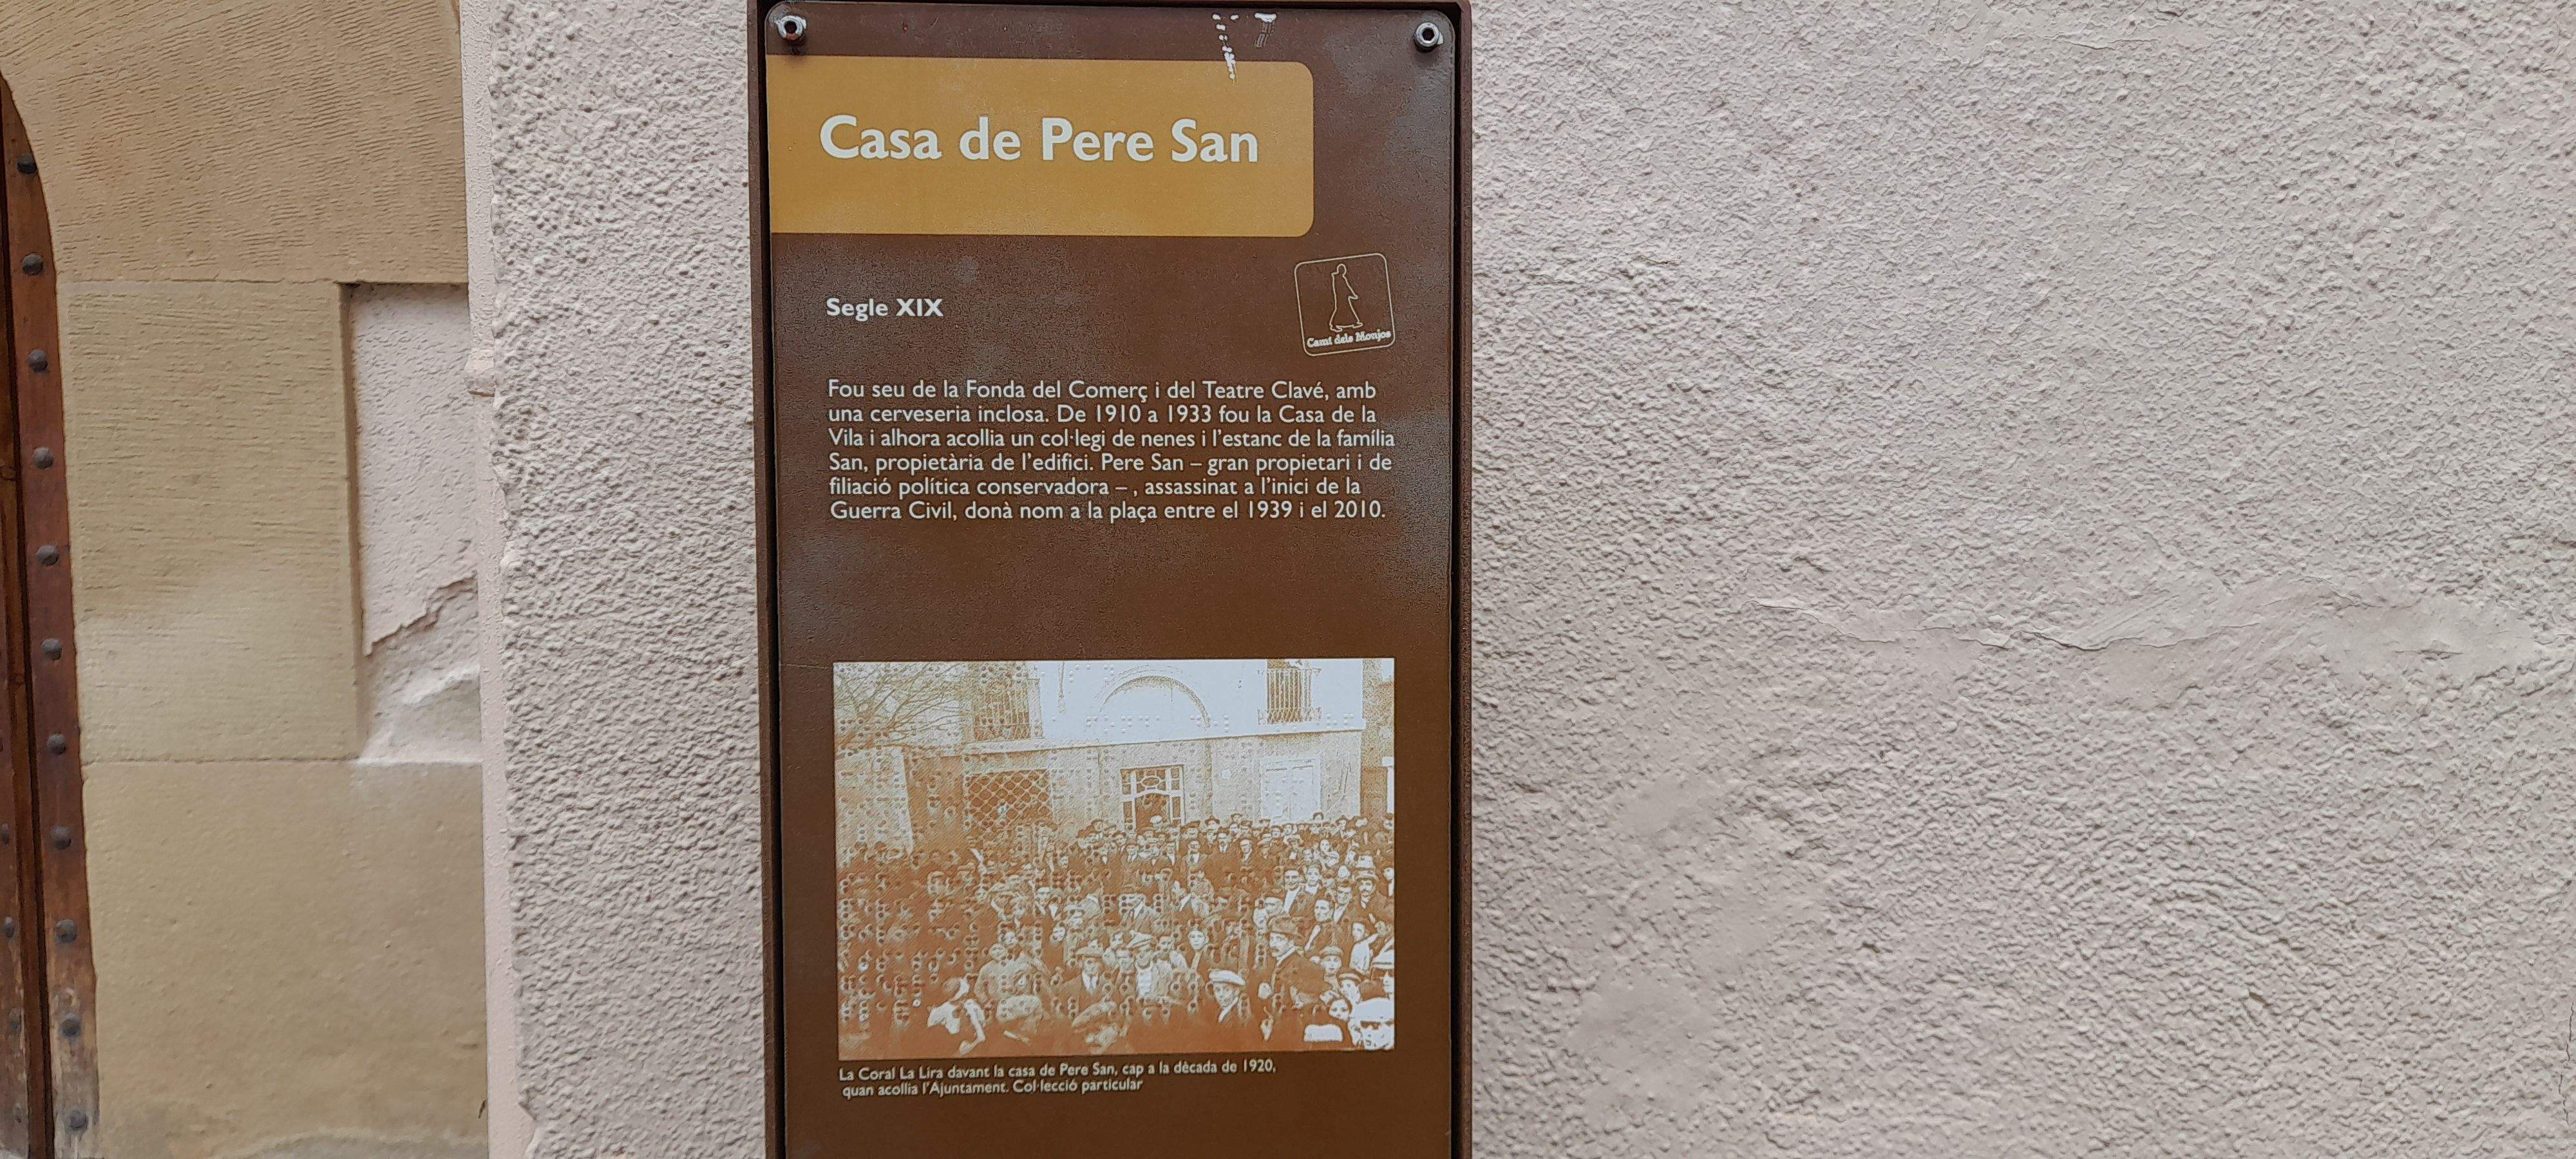 Casa de Pere San
Segle XIX
Camí dels Monjos
Fou seu de la Fonda del Comerç i del Teatre Clavé, amb
una cerveseria inclosa. De 1910 a 1933 fou la Casa de la
Vila i alhora acollia un col·legi de nenes i l'estanc de la família
San, propietària de l'edifici. Pere San – gran propietari i de
filiació política conservadora – , assassinat a l'inici de la
Guerra Civil, donà nom a la plaça entre el 1939 i el 2010.
La Coral La Lira davant la casa de Pere San, cap a la dècada de 1920,
quan acollia l'Ajuntament. Col·lecció particular